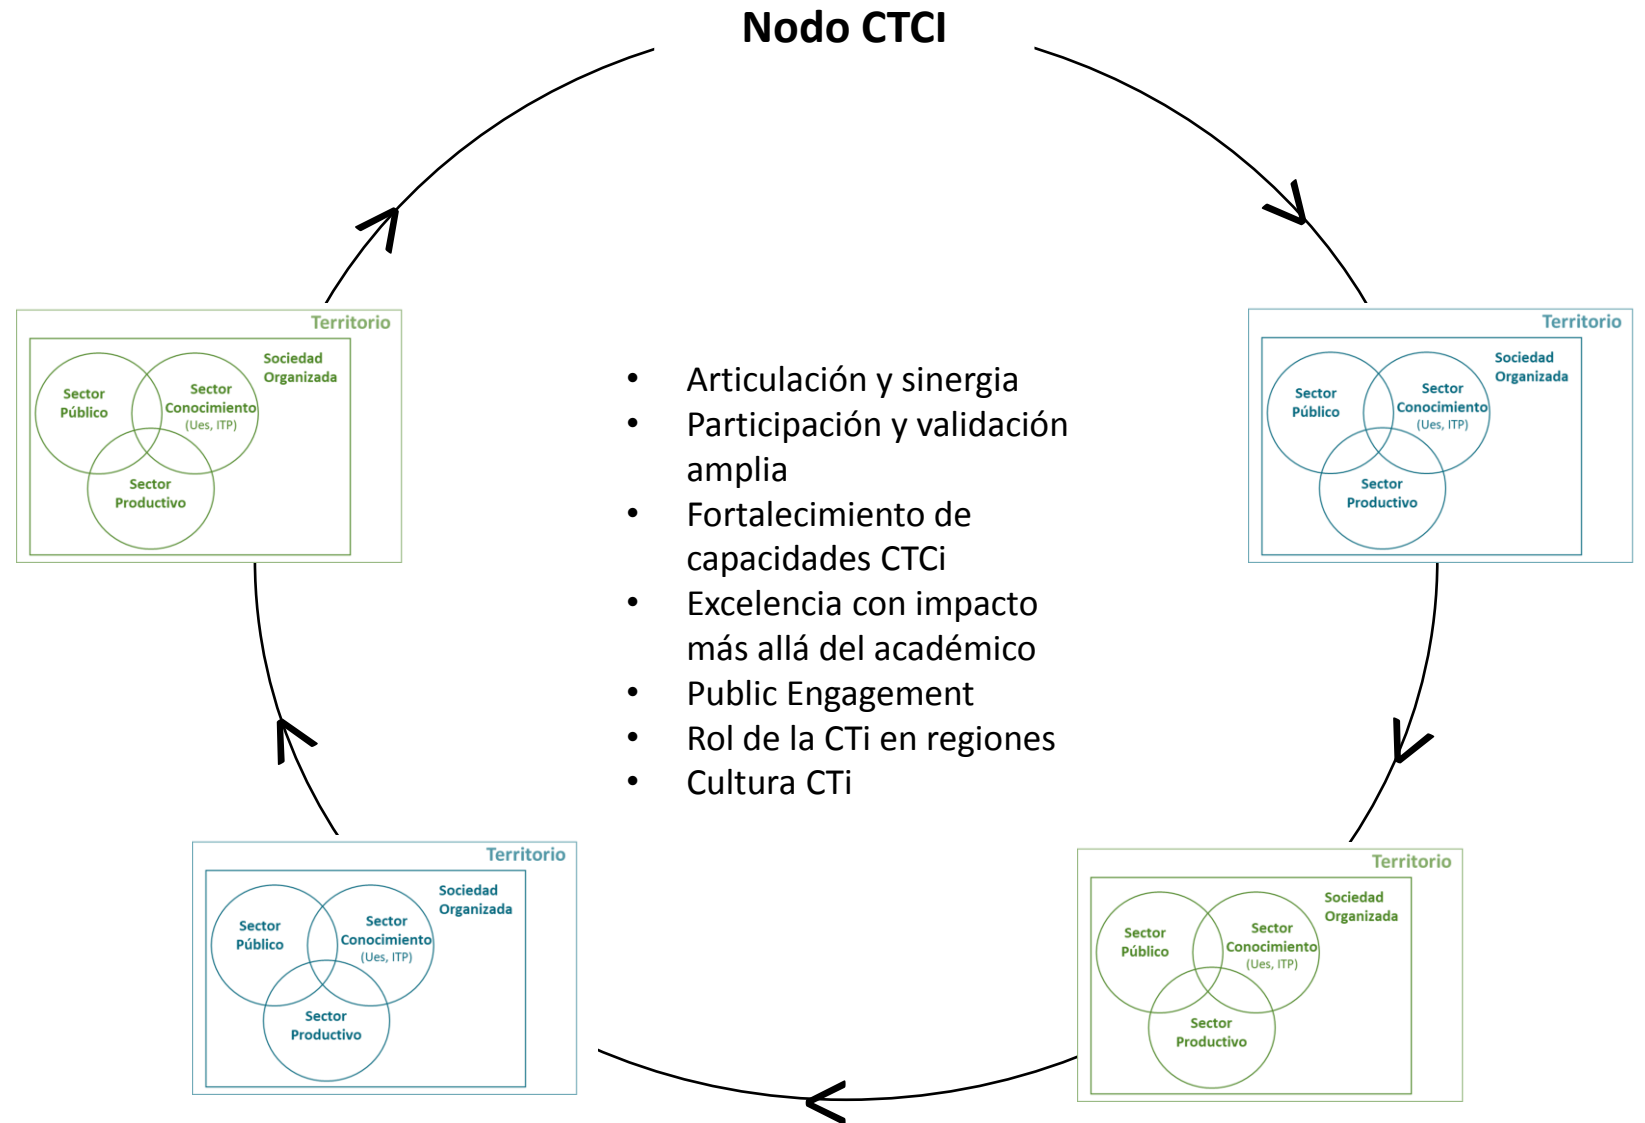 Nodo CTCI
Territorio
Sociedad
Organizada
Sector
Público
Sector
Conocimiento
(Ues, ITP)
Sector
Productivo
Territorio
Sociedad
Organizada
Sector
Público
Sector
Conocimiento
(Ues, ITP)
Sector
Productivo
• Articulación y sinergia
• Participación y validación
amplia
• Fortalecimiento de
capacidades CTCi
• Excelencia con impacto
más allá del académico
• Public Engagement
• Rol de la CTi en regiones
• Cultura CTi
Territorio
Sociedad
Organizada
Sector
Público
Sector
Conocimiento
(Ues, ITP)
Sector
Productivo
Territorio
Sociedad
Organizada
Sector
Público
Sector
Conocimiento
(Ues, ITP)
Sector
Productivo